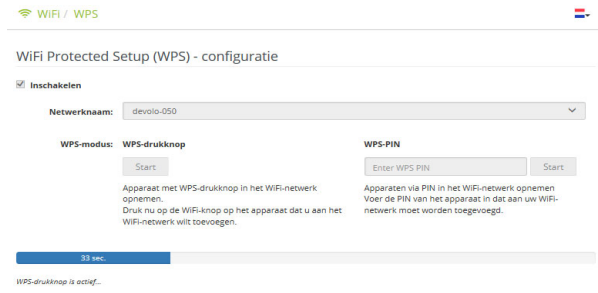 WiFi / WPS
WiFi Protected Setup (WPS) - configuratie
Inschakelen
Netwerknaam: devolo-050
WPS-modus: WPS-drukknop WPS-PIN
Start Enter WPS PIN Start
Apparaat met WPS-drukknop in het WiFi-netwerk
opnemen.
Druk nu op de WiFi-knop op het apparaat dat u aan het
WiFi-netwerk wilt toevoegen.
Apparaten via PIN in het WiFi-netwerk opnemen
Voer de PIN van het apparaat in dat aan uw WiFi-
netwerk moet worden toegevoegd.
33 sec.
WPS-drukknop is actief...